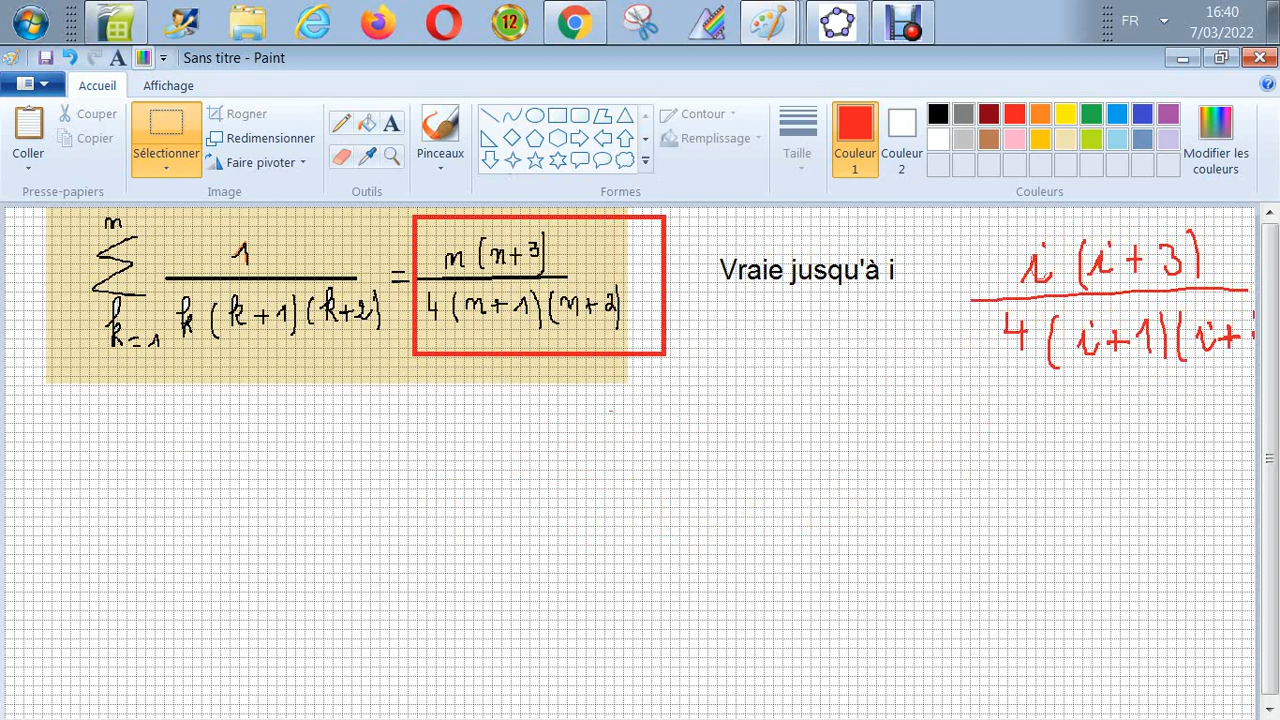 FR
16:40
7/03/2022
12
Sans titre - Paint
Accueil
Affichage
Coller
Couper
Copier
Presse-papiers
Sélectionner
Rogner
Redimensionner
Faire pivoter
Image
Outils
Pinceaux
Contour
Remplissage
Formes
Taille
Couleur 1
Couleur 2
Modifier les couleurs
Couleurs
n
∑
k=1
1
k(k+1)(k+2)
=
n(n+3)
4(n+1)(n+2)
Vraie jusqu'à i
i(i+3)
4(i+1)(i+